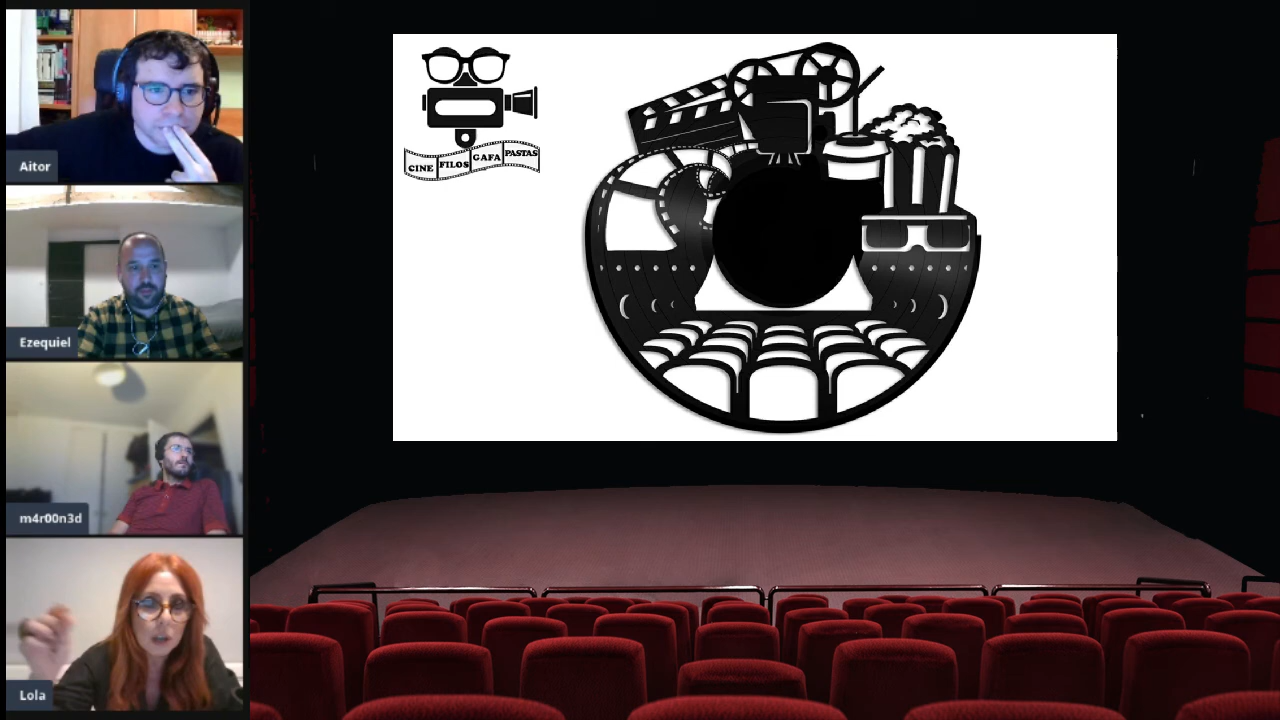 Aitor
Ezequiel
m4r00n3d
Lola
CINE FILOS GAFA PASTAS